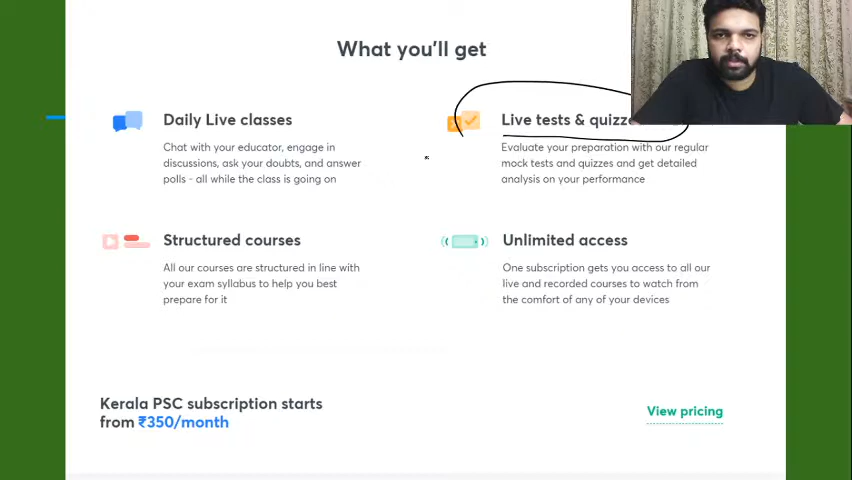 What you'll get
Daily Live classes
Chat with your educator, engage in
discussions, ask your doubts, and answer
polls - all while the class is going on
Live tests &
Evaluate your preparation with our regular
mock tests and quizzes and get detailed
analysis on your performance
Structured courses
All our courses are structured in line with
your exam syllabus to help you best
prepare for it
Unlimited access
One subscription gets you access to all our
live and recorded courses to watch from
the comfort of any of your devices
Kerala PSC subscription starts
from ₹350/month
View pricing